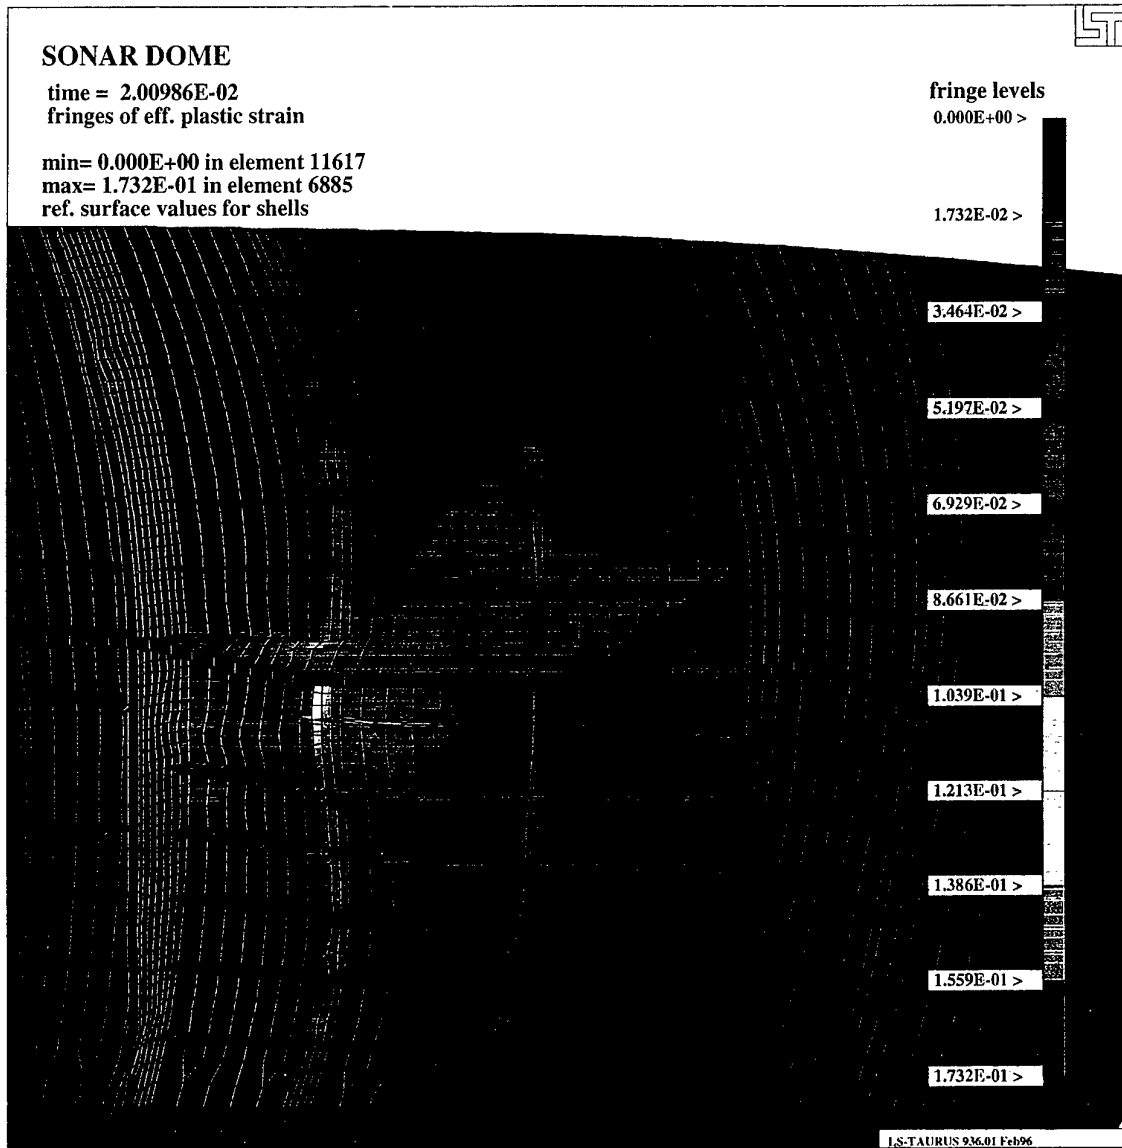 SONAR DOME
time = 2.00986E-02
fringes of eff. plastic strain
min= 0.000E+00 in element 11617
max= 1.732E-01 in element 6885
ref. surface values for shells
fringe levels
0.000E+00 >
1.732E-02 >
3.464E-02 >
5.197E-02 >
6.929E-02 >
8.661E-02 >
1.039E-01 >
1.213E-01 >
1.386E-01 >
1.559E-01 >
1.732E-01 >
LS-TAURUS 936.01 Feb96